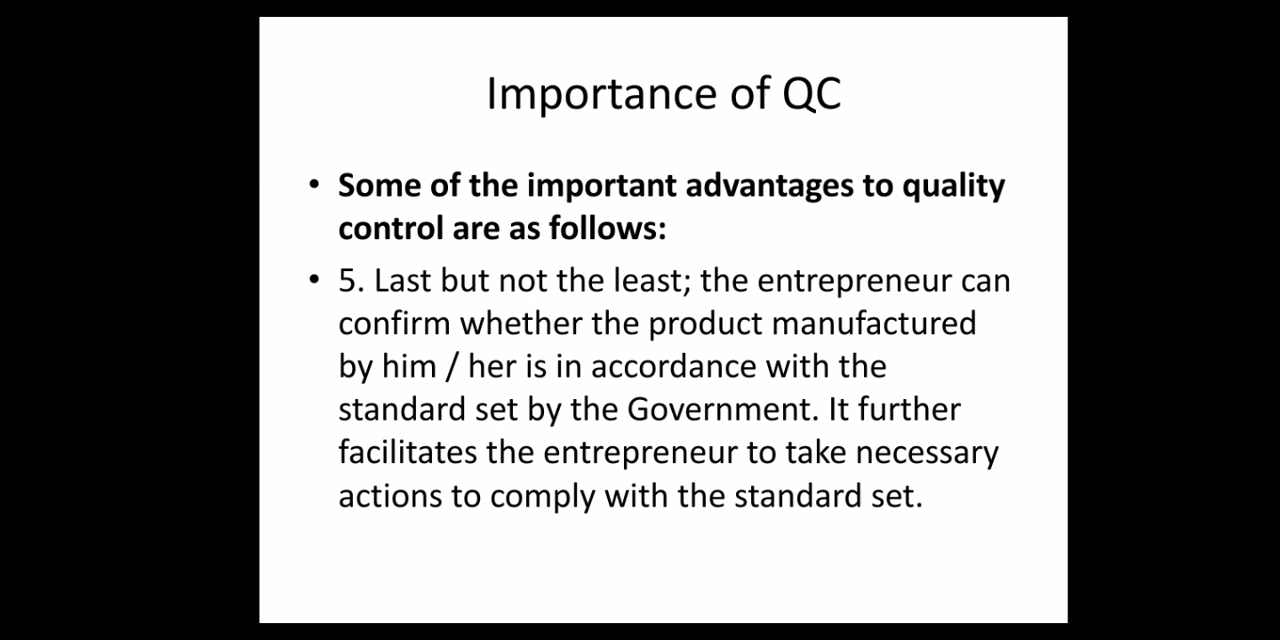 Importance of QC
• Some of the important advantages to quality
control are as follows:
• 5. Last but not the least; the entrepreneur can
confirm whether the product manufactured
by him / her is in accordance with the
standard set by the Government. It further
facilitates the entrepreneur to take necessary
actions to comply with the standard set.